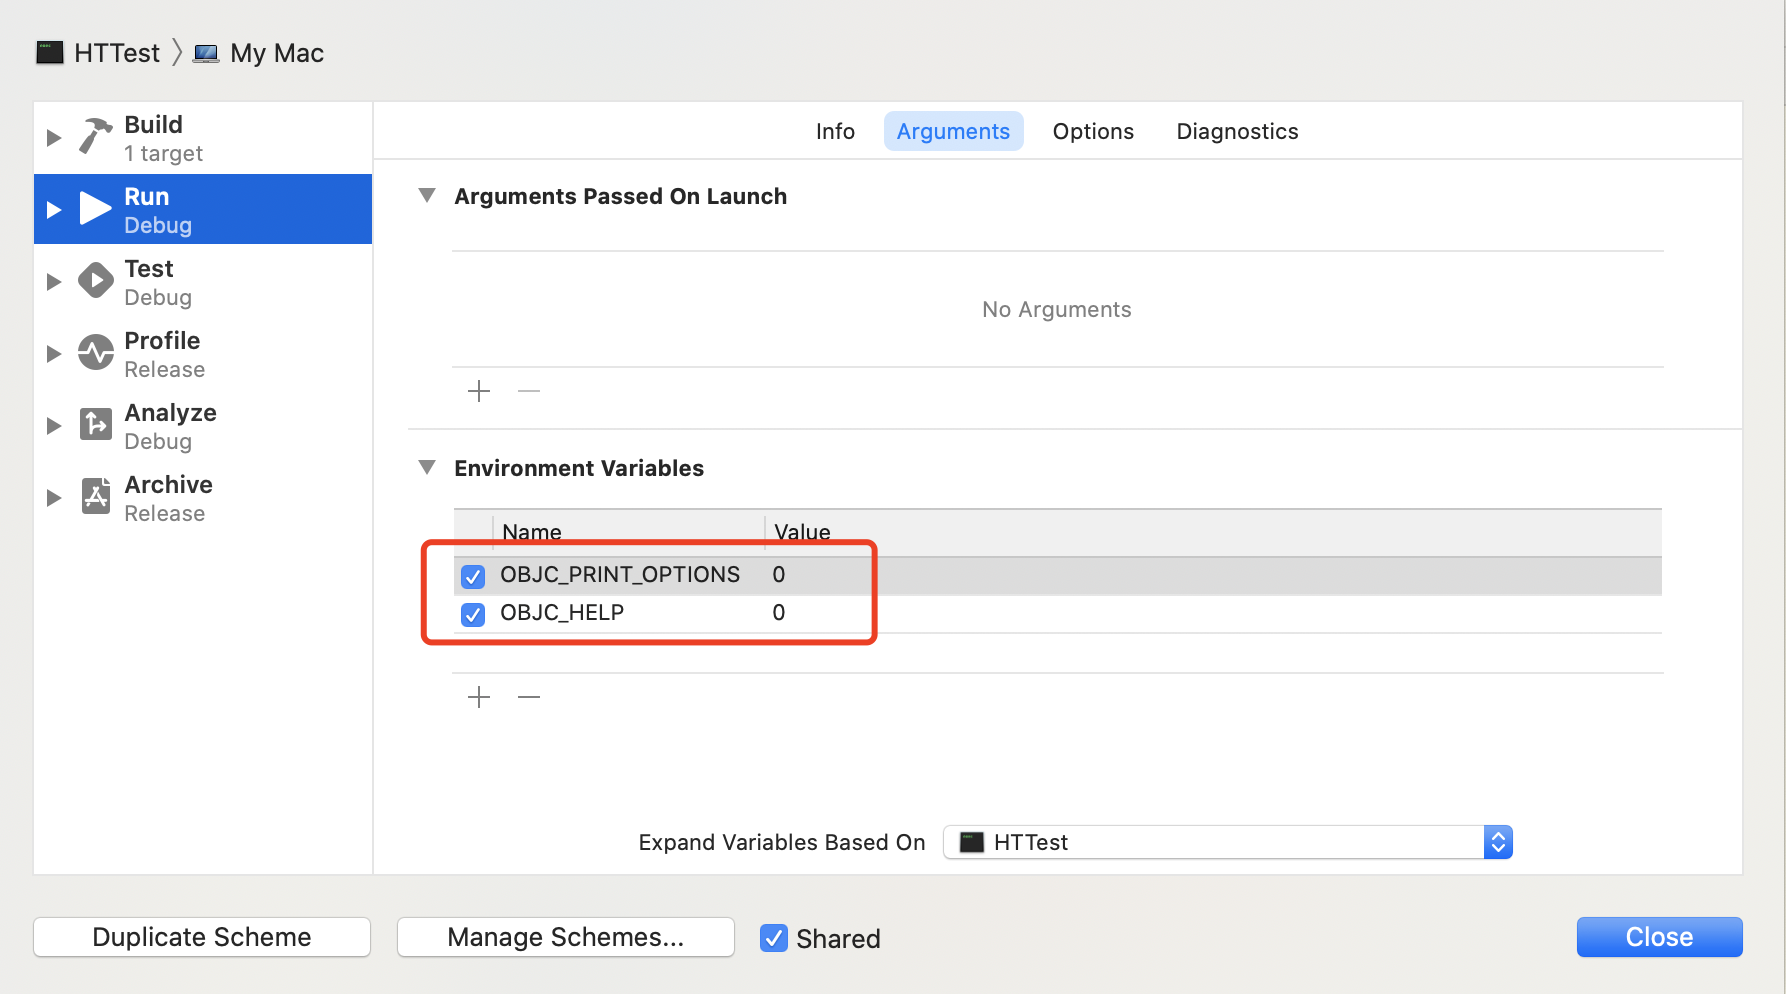 HTTest 〉 My Mac
Info Arguments Options Diagnostics
Build
1 target
Run
Debug
Test
Debug
Profile
Release
Analyze
Debug
Archive
Release
Arguments Passed On Launch
No Arguments
Environment Variables
Name Value
OBJC_PRINT_OPTIONS 0
OBJC_HELP 0
Expand Variables Based On HTTest
Duplicate Scheme Manage Schemes... Shared Close